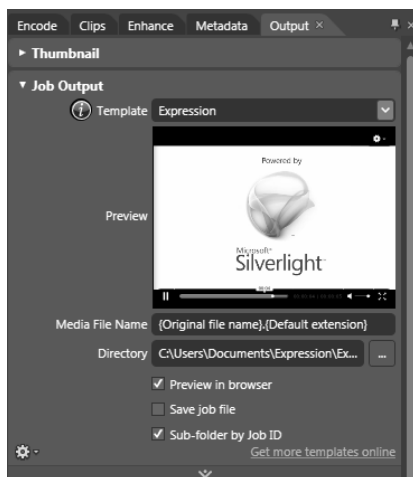 Encode Clips Enhance Metadata Output ×
Thumbnail
Job Output
Template Expression
Powered by
Preview
Microsoft®
Silverlight™
Media File Name {Original file name}.{Default extension}
Directory C:\Users\Documents\Expression\Ex... ...
Preview in browser
Save job file
Sub-folder by Job ID
Get more templates online